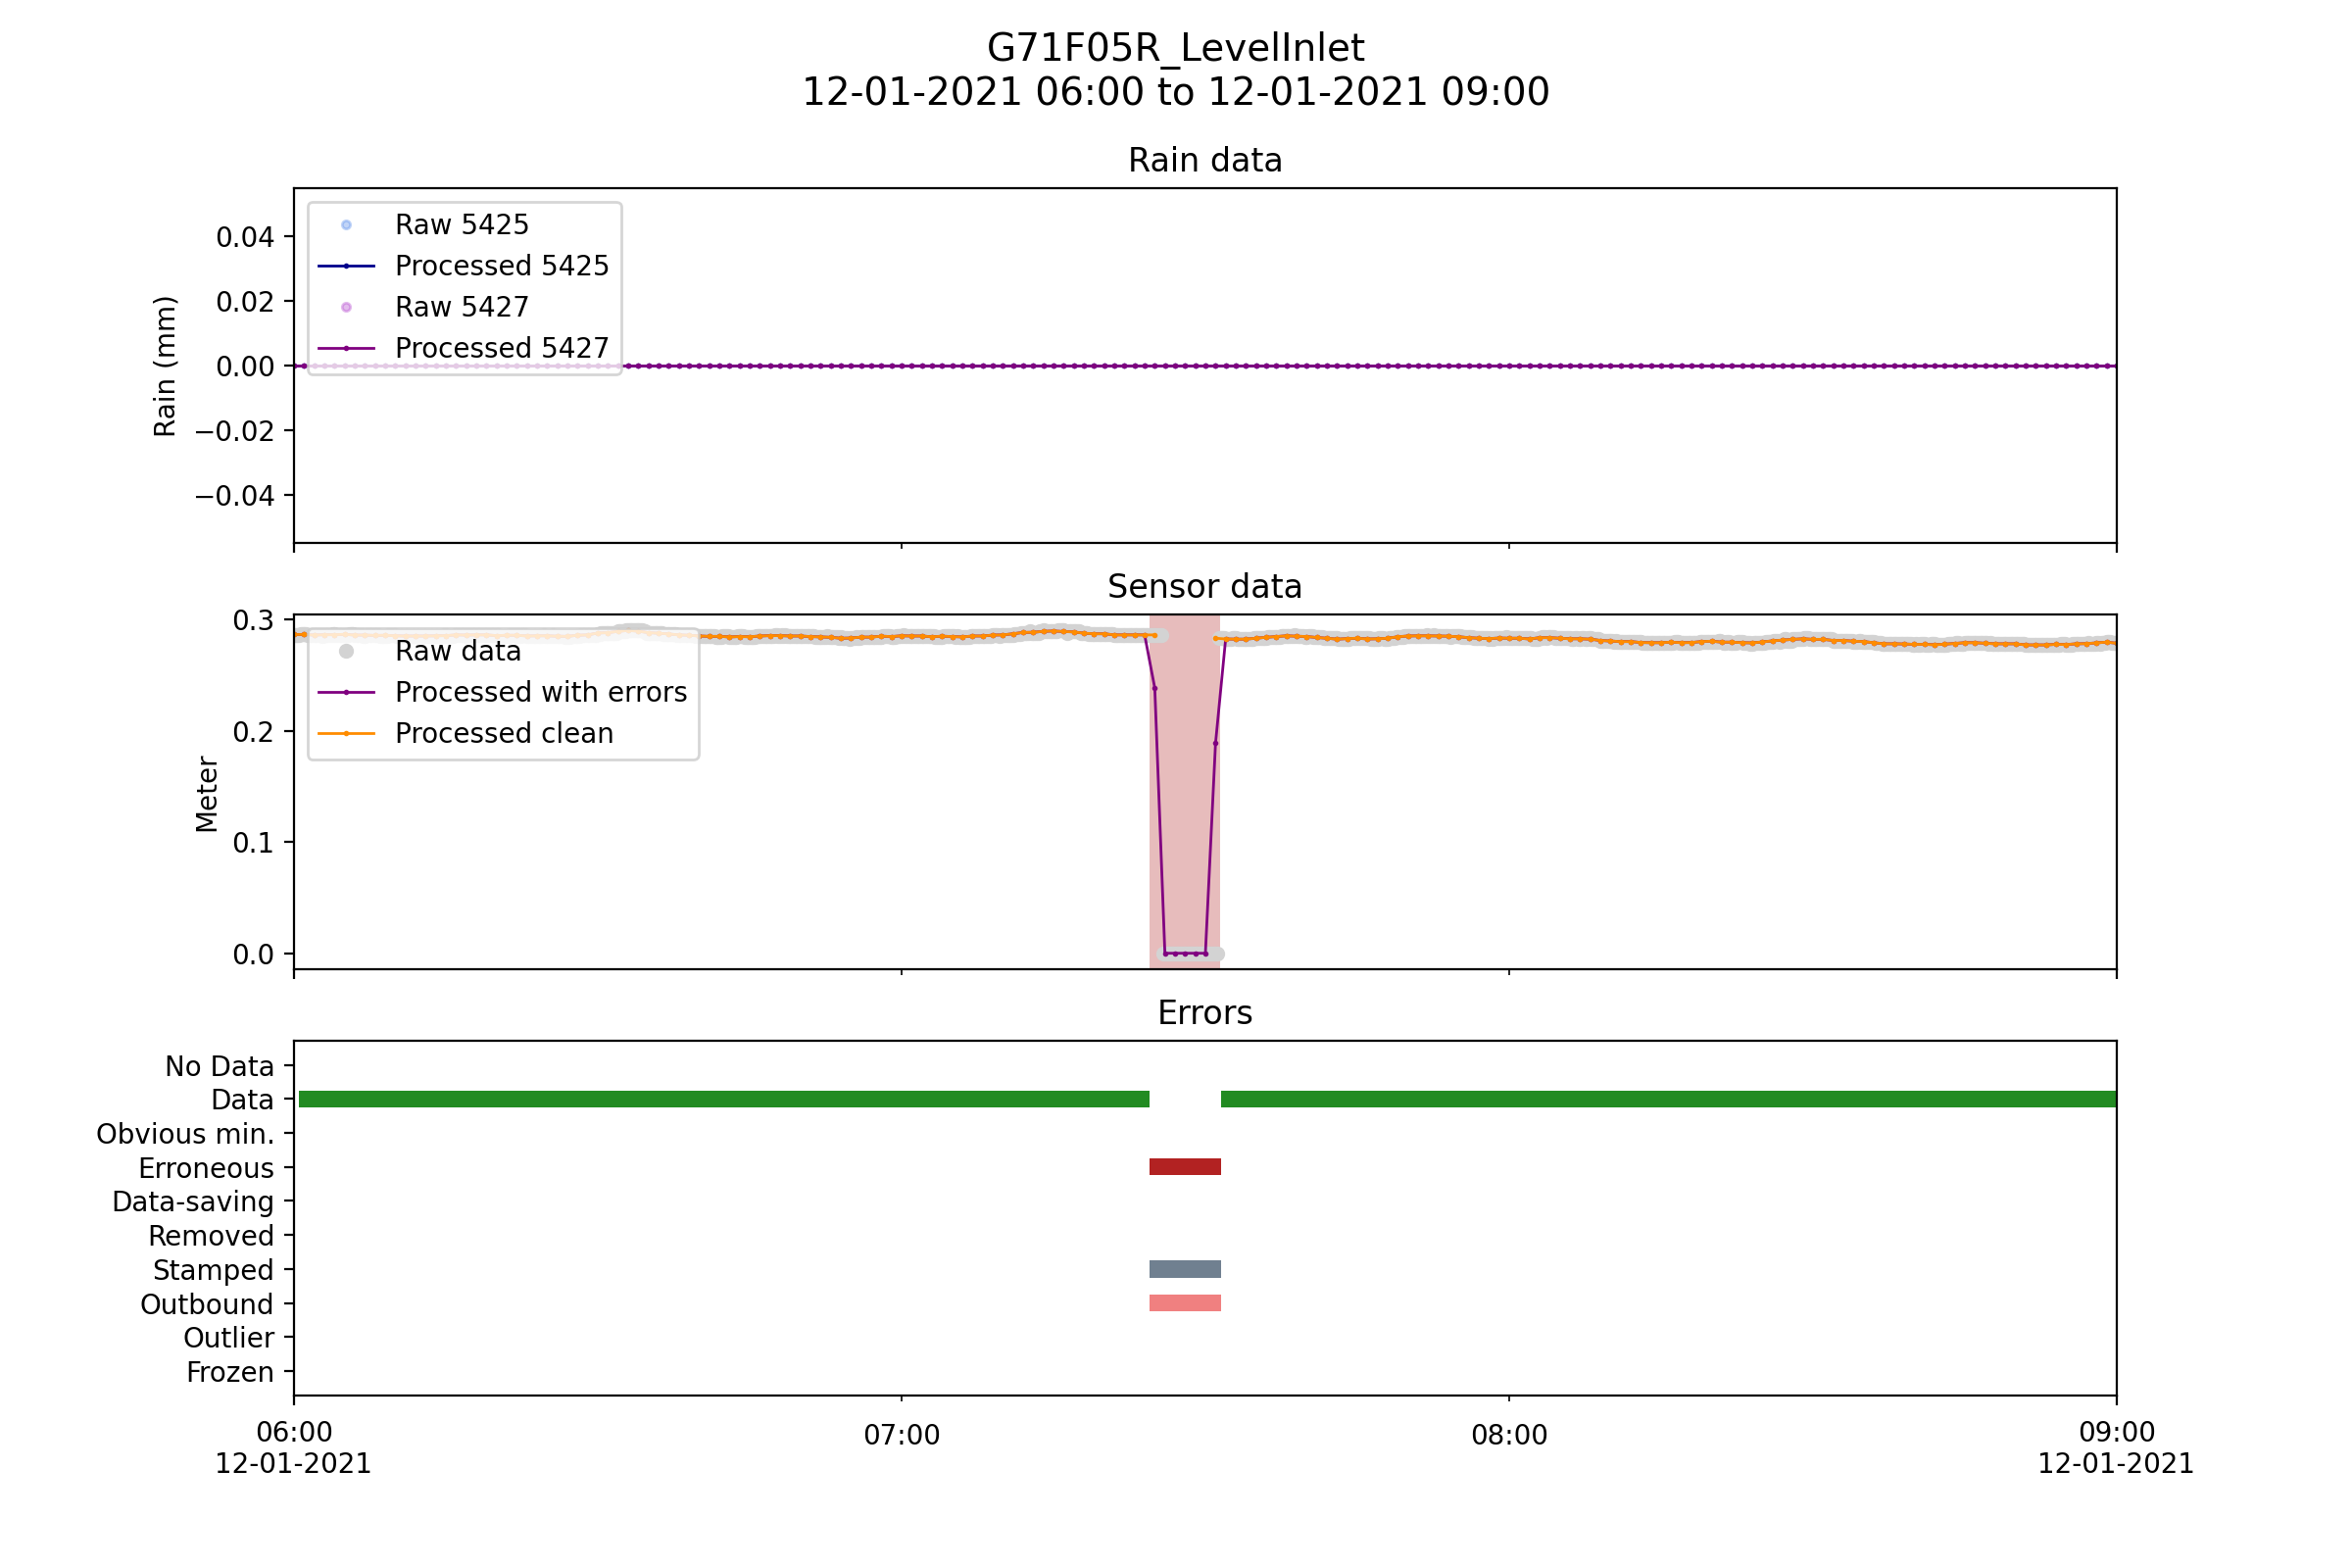 G71F05R_LevelInlet
12-01-2021 06:00 to 12-01-2021 09:00
Rain data
Rain (mm)
0.04
0.02
0.00
−0.02
−0.04
Raw 5425
Processed 5425
Raw 5427
Processed 5427
Sensor data
Meter
0.3
0.2
0.1
0.0
Raw data
Processed with errors
Processed clean
Errors
No Data
Data
Obvious min.
Erroneous
Data-saving
Removed
Stamped
Outbound
Outlier
Frozen
06:00
12-01-2021
07:00
08:00
09:00
12-01-2021